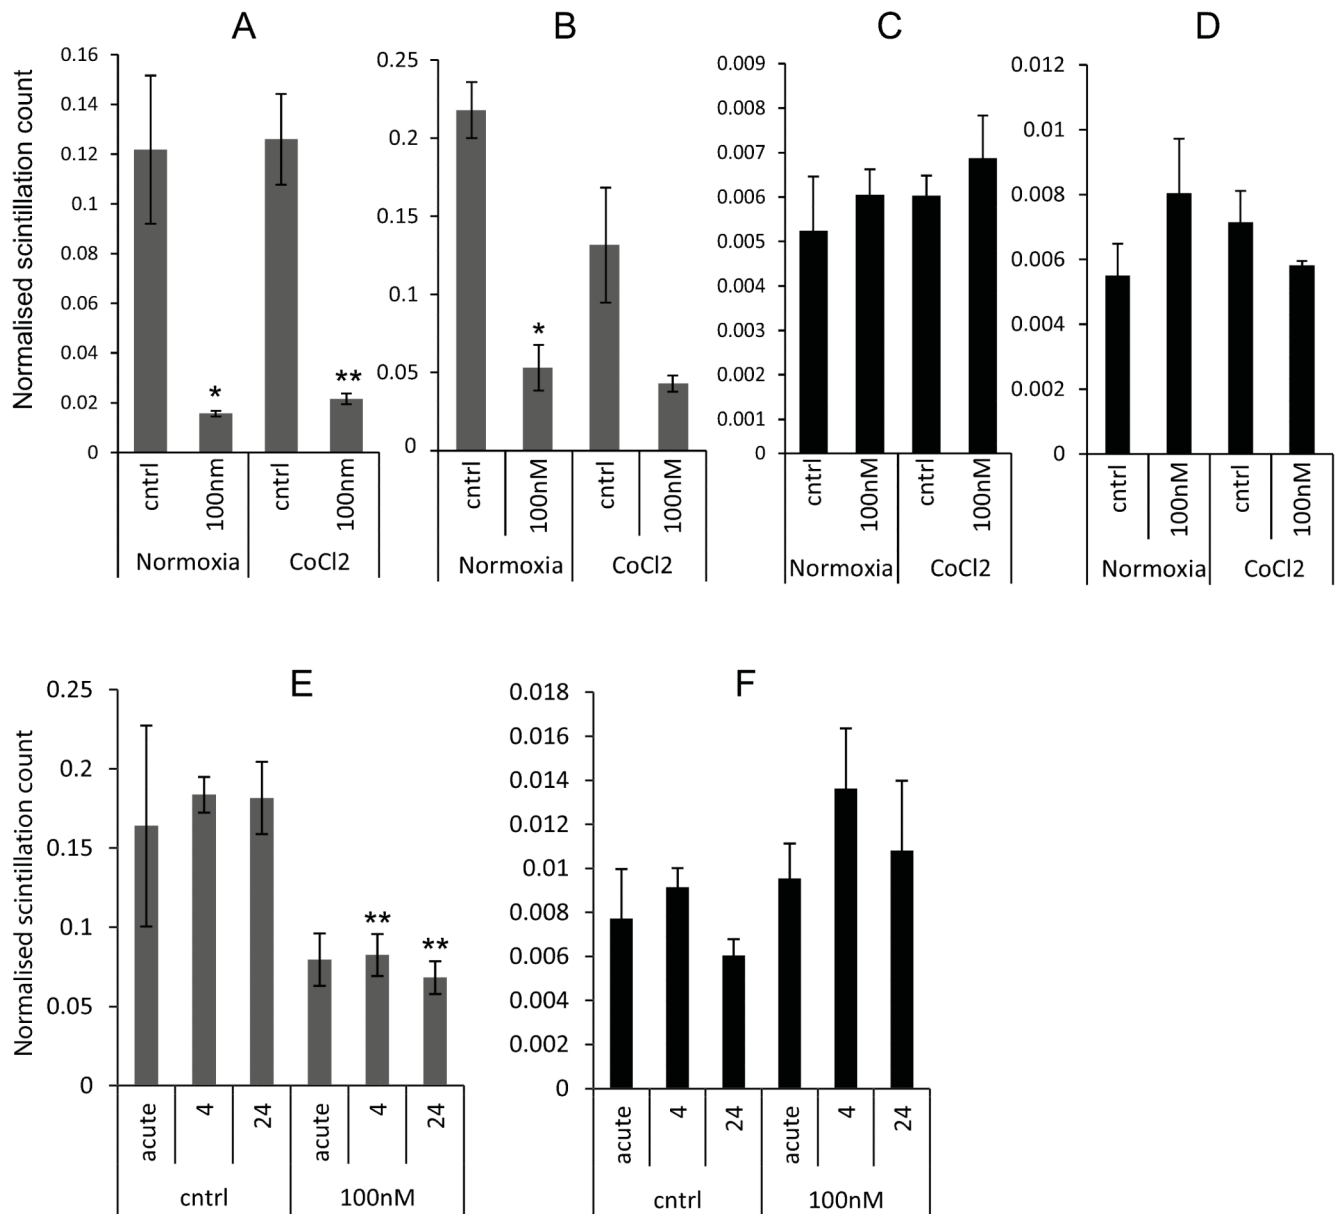 A
Normalised scintillation count
0.16
0.14
0.12
0.1
0.08
0.06
0.04
0.02
0
*
**
cntrl
100nm
cntrl
100nm
Normoxia
CoCl2
B
0.25
0.2
0.15
0.1
0.05
0
*
cntrl
100nM
cntrl
100nM
Normoxia
CoCl2
C
0.009
0.008
0.007
0.006
0.005
0.004
0.003
0.002
0.001
0
cntrl
100nM
cntrl
100nM
Normoxia
CoCl2
D
0.012
0.01
0.008
0.006
0.004
0.002
0
cntrl
100nM
cntrl
100nM
Normoxia
CoCl2
E
Normalised scintillation count
0.25
0.2
0.15
0.1
0.05
0
**
**
acute
4
24
acute
4
24
cntrl
100nM
F
0.018
0.016
0.014
0.012
0.01
0.008
0.006
0.004
0.002
0
acute
4
24
acute
4
24
cntrl
100nM